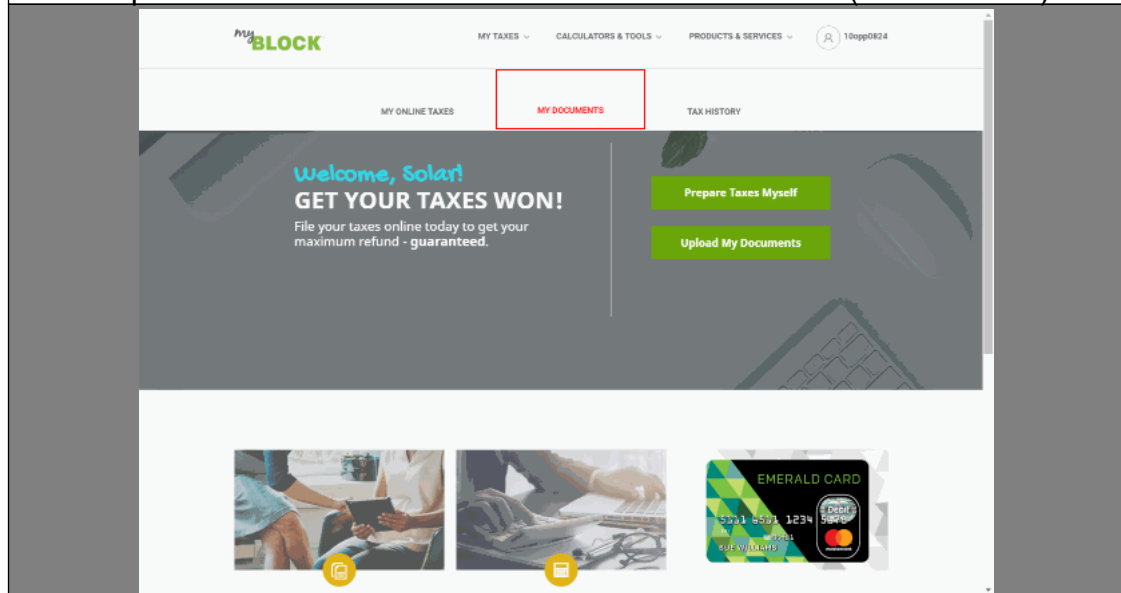 my BLOCK
MY TAXES
CALCULATORS & TOOLS
PRODUCTS & SERVICES
10opp0824
MY ONLINE TAXES
MY DOCUMENTS
TAX HISTORY
Welcome, Solar!
GET YOUR TAXES WON!
File your taxes online today to get your
maximum refund - guaranteed.
Prepare Taxes Myself
Upload My Documents
EMERALD CARD
Debit
SUE WILLIAMS